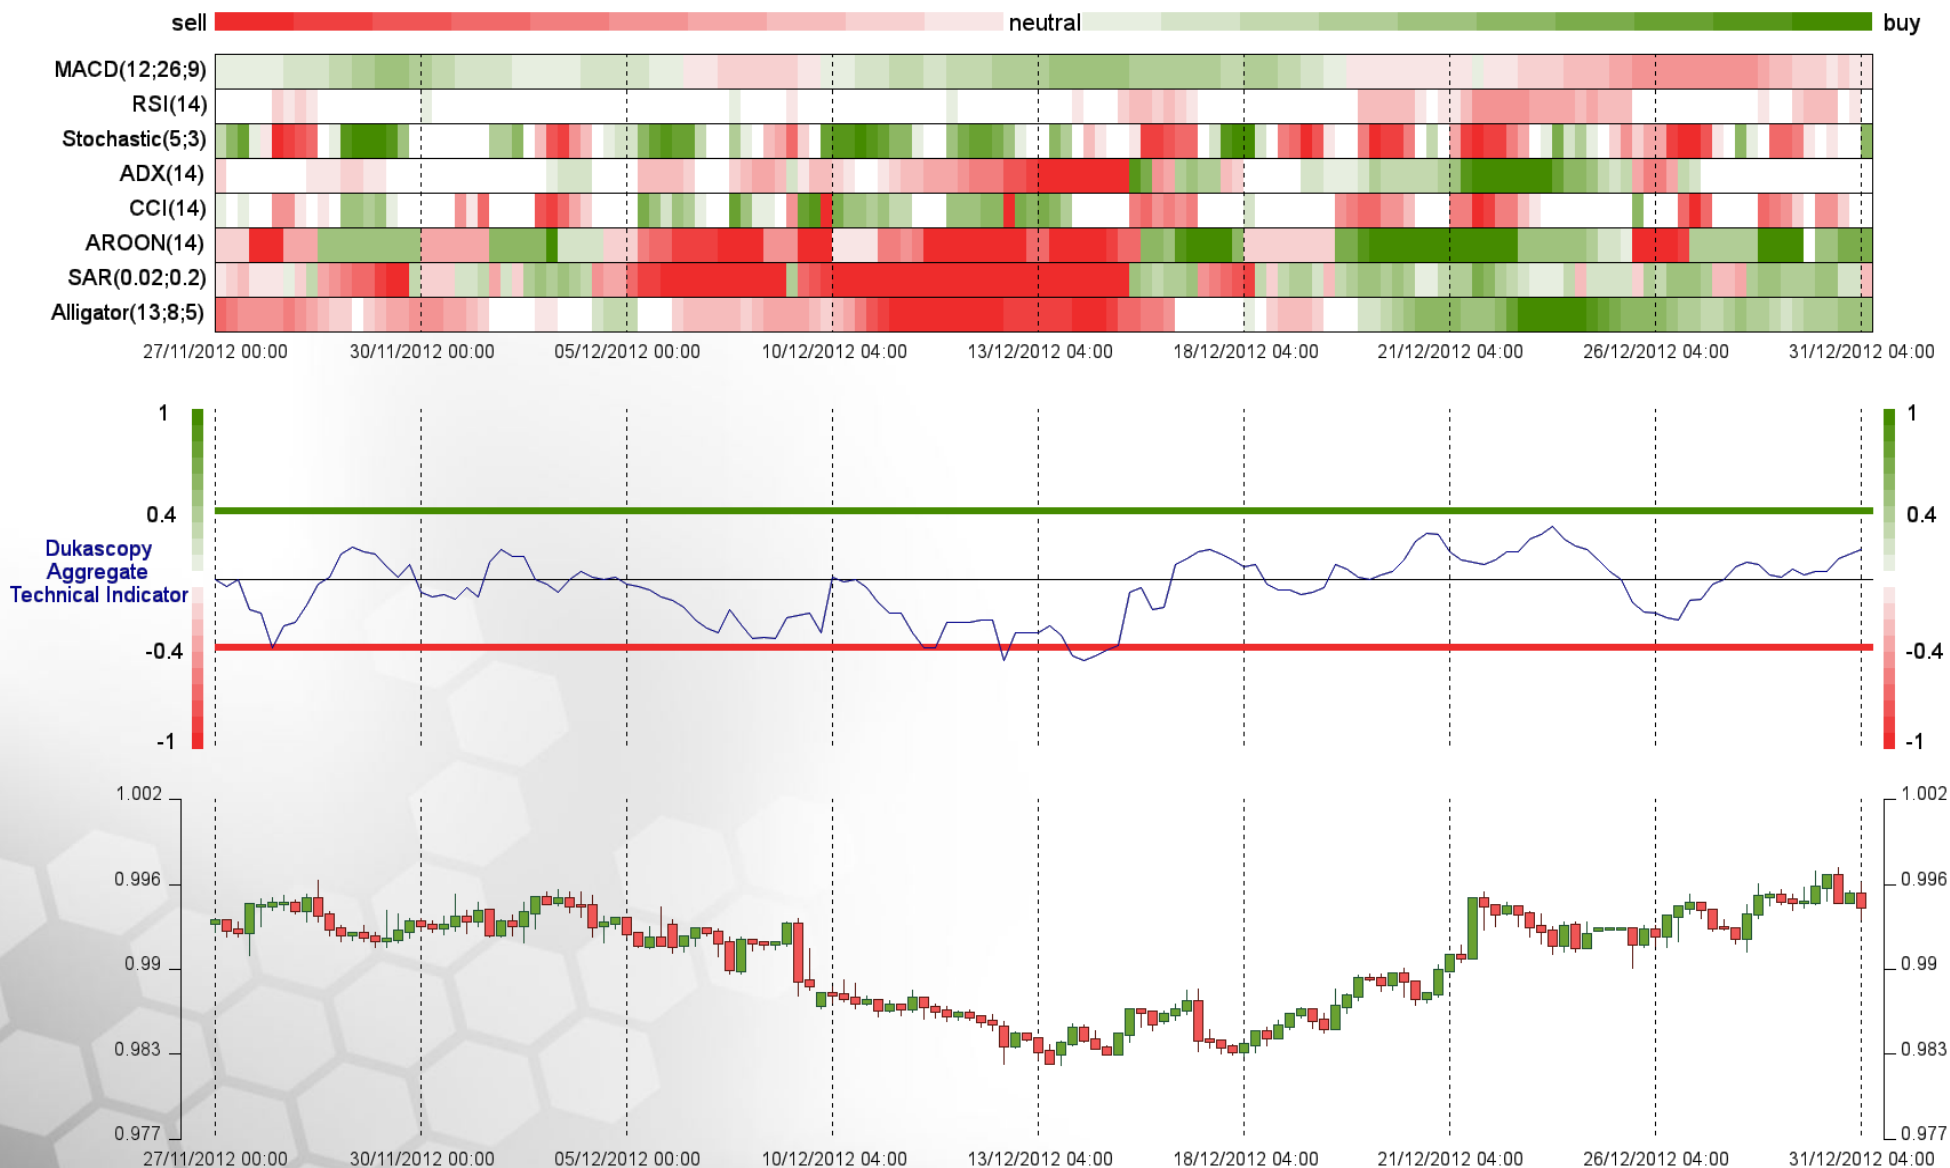 sell neutral buy
MACD(12;26;9)
RSI(14)
Stochastic(5;3)
ADX(14)
CCI(14)
AROON(14)
SAR(0.02;0.2)
Alligator(13;8;5)
27/11/2012 00:00 30/11/2012 00:00 05/12/2012 00:00 10/12/2012 04:00 13/12/2012 04:00 18/12/2012 04:00 21/12/2012 04:00 26/12/2012 04:00 31/12/2012 04:00
1 1
0.4 0.4
Dukascopy
Aggregate
Technical Indicator
-0.4 -0.4
-1 -1
1.002 1.002
0.996 0.996
0.99 0.99
0.983 0.983
0.977 0.977
27/11/2012 00:00 30/11/2012 00:00 05/12/2012 00:00 10/12/2012 04:00 13/12/2012 04:00 18/12/2012 04:00 21/12/2012 04:00 26/12/2012 04:00 31/12/2012 04:00